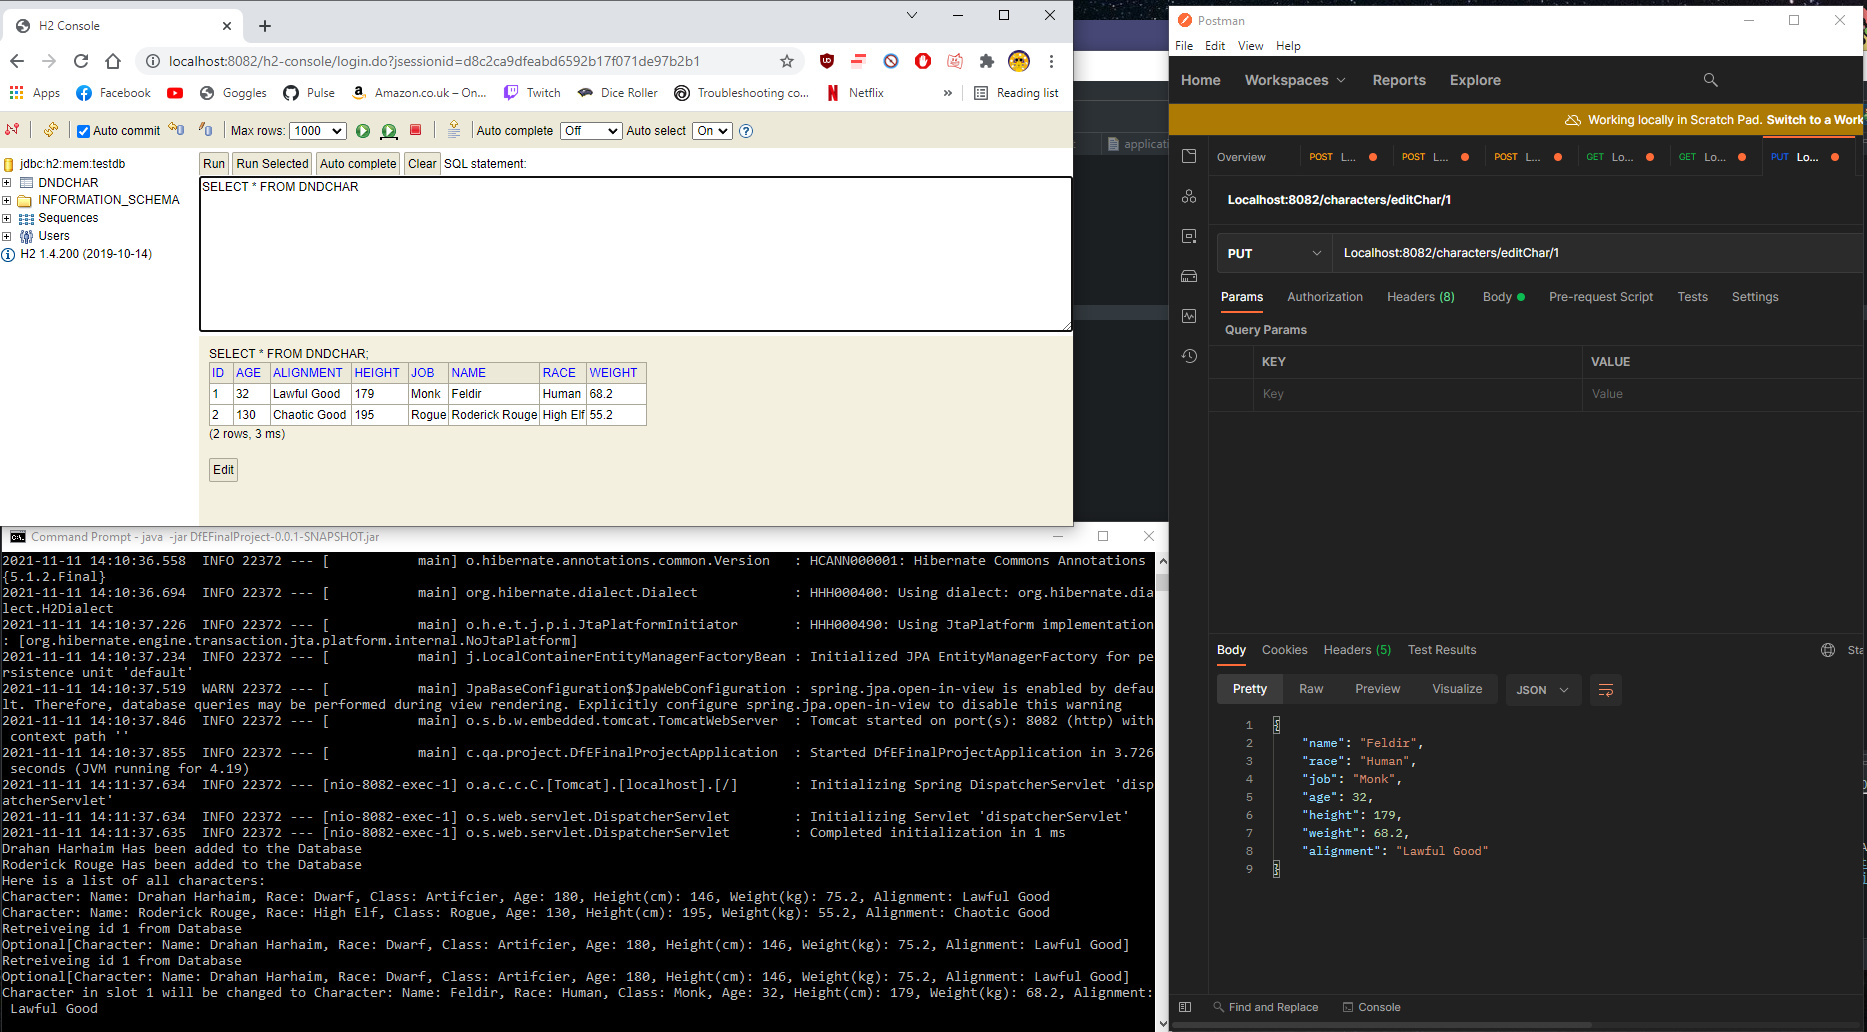 H2 Console
localhost:8082/h2-console/login.do?jsessionid=d8c2ca9dfeabd6592b17f071de97b2b1
Apps Facebook Goggles Pulse Amazon.co.uk – On... Twitch Dice Roller Troubleshooting co... Netflix » Reading list
Auto commit Max rows: 1000 Auto complete Off Auto select On
jdbc:h2:mem:testdb
DNDCHAR
INFORMATION_SCHEMA
Sequences
Users
H2 1.4.200 (2019-10-14)
Run Run Selected Auto complete Clear SQL statement:
SELECT * FROM DNDCHAR
SELECT * FROM DNDCHAR;
ID AGE ALIGNMENT HEIGHT JOB NAME RACE WEIGHT
1 32 Lawful Good 179 Monk Feldir Human 68.2
2 130 Chaotic Good 195 Rogue Roderick Rouge High Elf 55.2
(2 rows, 3 ms)
Edit
applicati
Command Prompt - java -jar DfEFinalProject-0.0.1-SNAPSHOT.jar
2021-11-11 14:10:36.558 INFO 22372 --- [ main] o.hibernate.annotations.common.Version : HCANN000001: Hibernate Commons Annotations
{5.1.2.Final}
2021-11-11 14:10:36.694 INFO 22372 --- [ main] org.hibernate.dialect.Dialect : HHH000400: Using dialect: org.hibernate.dia
lect.H2Dialect
2021-11-11 14:10:37.226 INFO 22372 --- [ main] o.h.e.t.j.p.i.JtaPlatformInitiator : HHH000490: Using JtaPlatform implementation
: [org.hibernate.engine.transaction.jta.platform.internal.NoJtaPlatform]
2021-11-11 14:10:37.234 INFO 22372 --- [ main] j.LocalContainerEntityManagerFactoryBean : Initialized JPA EntityManagerFactory for pe
rsistence unit 'default'
2021-11-11 14:10:37.519 WARN 22372 --- [ main] JpaBaseConfiguration$JpaWebConfiguration : spring.jpa.open-in-view is enabled by defau
lt. Therefore, database queries may be performed during view rendering. Explicitly configure spring.jpa.open-in-view to disable this warning
2021-11-11 14:10:37.846 INFO 22372 --- [ main] o.s.b.w.embedded.tomcat.TomcatWebServer : Tomcat started on port(s): 8082 (http) with
context path ''
2021-11-11 14:10:37.855 INFO 22372 --- [ main] c.qa.project.DfEFinalProjectApplication : Started DfEFinalProjectApplication in 3.726
seconds (JVM running for 4.19)
2021-11-11 14:11:37.634 INFO 22372 --- [nio-8082-exec-1] o.a.c.c.C.[Tomcat].[localhost].[/] : Initializing Spring DispatcherServlet 'disp
atcherServlet'
2021-11-11 14:11:37.634 INFO 22372 --- [nio-8082-exec-1] o.s.web.servlet.DispatcherServlet : Initializing Servlet 'dispatcherServlet'
2021-11-11 14:11:37.635 INFO 22372 --- [nio-8082-exec-1] o.s.web.servlet.DispatcherServlet : Completed initialization in 1 ms
Drahan Harhaim Has been added to the Database
Roderick Rouge Has been added to the Database
Here is a list of all characters:
Character: Name: Drahan Harhaim, Race: Dwarf, Class: Artifcier, Age: 180, Height(cm): 146, Weight(kg): 75.2, Alignment: Lawful Good
Character: Name: Roderick Rouge, Race: High Elf, Class: Rogue, Age: 130, Height(cm): 195, Weight(kg): 55.2, Alignment: Chaotic Good
Retreiveing id 1 from Database
Optional[Character: Name: Drahan Harhaim, Race: Dwarf, Class: Artifcier, Age: 180, Height(cm): 146, Weight(kg): 75.2, Alignment: Lawful Good]
Retreiveing id 1 from Database
Optional[Character: Name: Drahan Harhaim, Race: Dwarf, Class: Artifcier, Age: 180, Height(cm): 146, Weight(kg): 75.2, Alignment: Lawful Good]
Character in slot 1 will be changed to Character: Name: Feldir, Race: Human, Class: Monk, Age: 32, Height(cm): 179, Weight(kg): 68.2, Alignment:
Lawful Good
Postman
File Edit View Help
Home Workspaces Reports Explore
Working locally in Scratch Pad. Switch to a Work
Overview POST L... POST L... POST L... GET Lo... GET Lo... PUT Lo...
Localhost:8082/characters/editChar/1
PUT Localhost:8082/characters/editChar/1
Params Authorization Headers (8) Body Pre-request Script Tests Settings
Query Params
KEY VALUE
Key Value
Body Cookies Headers (5) Test Results Sta
Pretty Raw Preview Visualize JSON
1 {
2 "name": "Feldir",
3 "race": "Human",
4 "job": "Monk",
5 "age": 32,
6 "height": 179,
7 "weight": 68.2,
8 "alignment": "Lawful Good"
9 }
Find and Replace Console